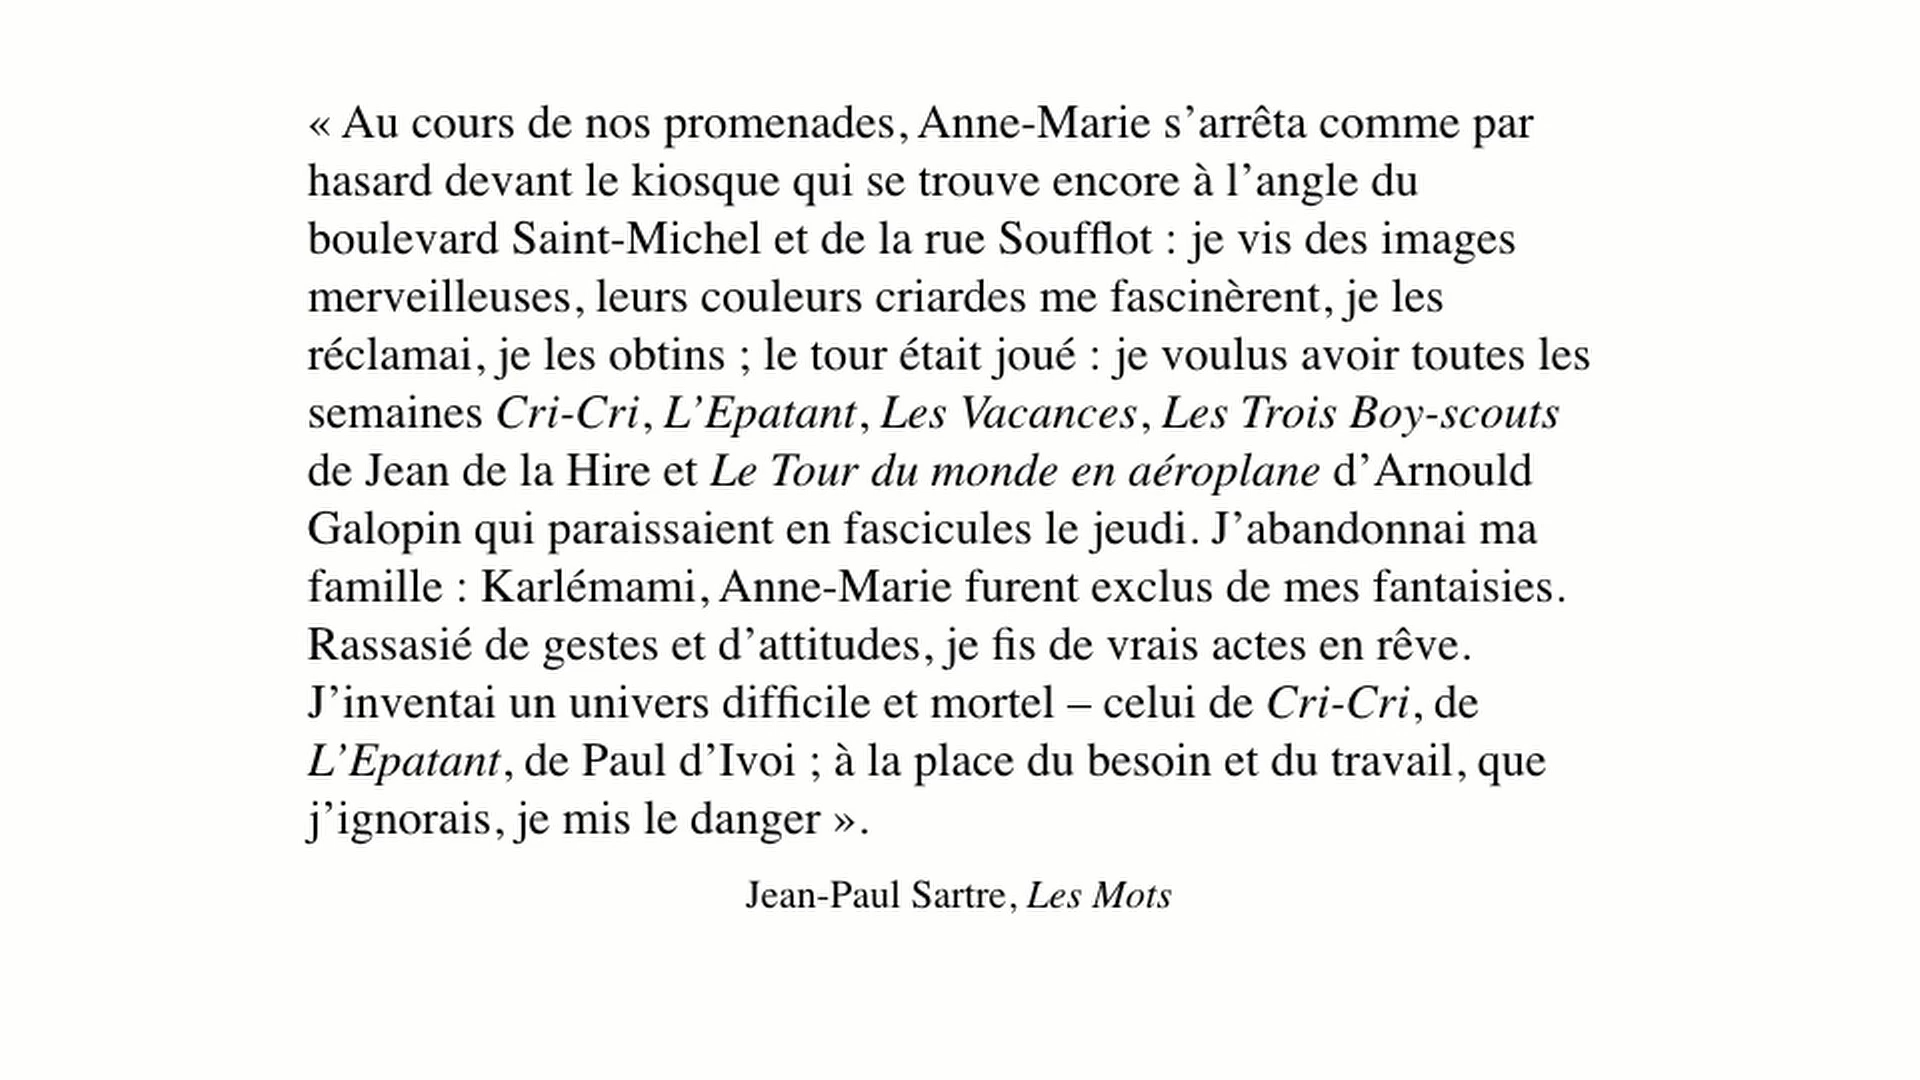 « Au cours de nos promenades, Anne-Marie s’arrêta comme par
hasard devant le kiosque qui se trouve encore à l’angle du
boulevard Saint-Michel et de la rue Soufflot : je vis des images
merveilleuses, leurs couleurs criardes me fascinèrent, je les
réclamai, je les obtins ; le tour était joué : je voulus avoir toutes les
semaines Cri-Cri, L’Epatant, Les Vacances, Les Trois Boy-scouts
de Jean de la Hire et Le Tour du monde en aéroplane d’Arnould
Galopin qui paraissaient en fascicules le jeudi. J’abandonnai ma
famille : Karlémami, Anne-Marie furent exclus de mes fantaisies.
Rassasié de gestes et d’attitudes, je fis de vrais actes en rêve.
J’inventai un univers difficile et mortel – celui de Cri-Cri, de
L’Epatant, de Paul d’Ivoi ; à la place du besoin et du travail, que
j’ignorais, je mis le danger ».
Jean-Paul Sartre, Les Mots